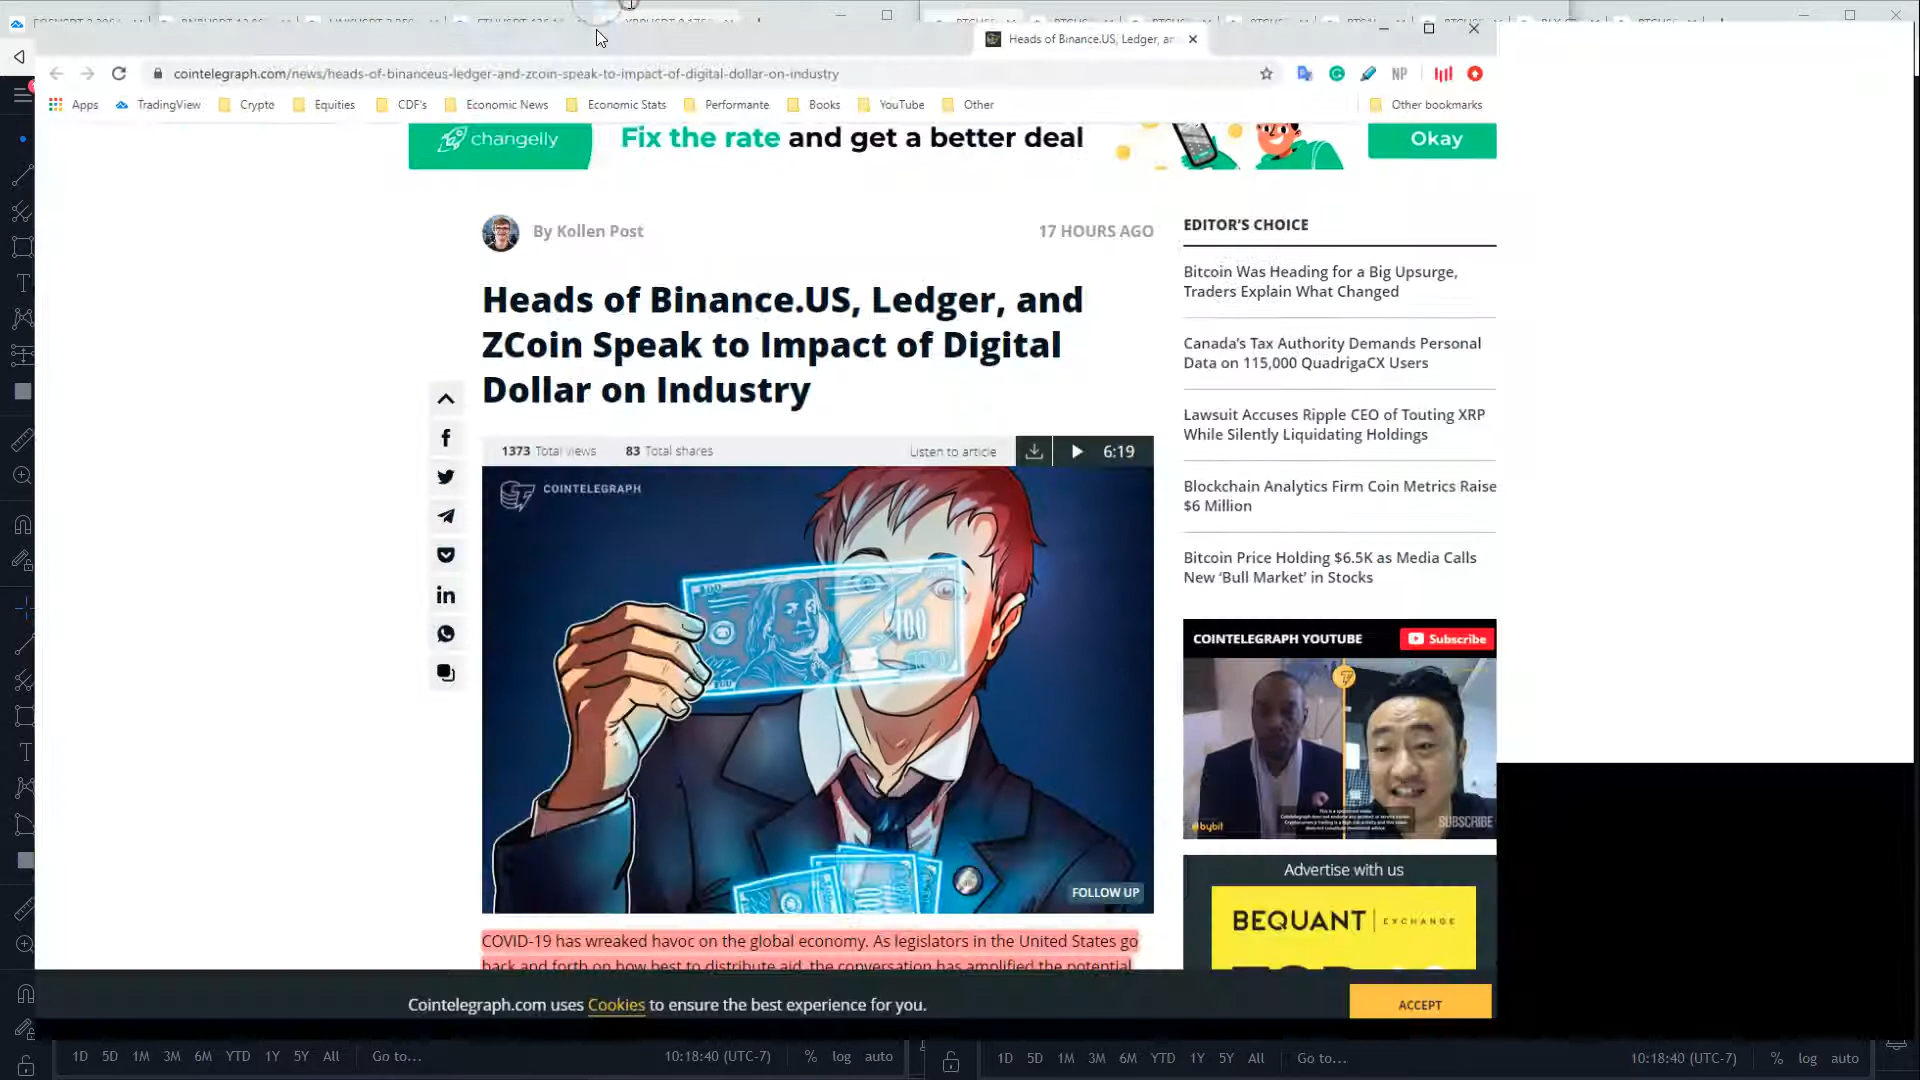 Heads of Binance.US, Ledger, an
cointelegraph.com/news/heads-of-binanceus-ledger-and-zcoin-speak-to-impact-of-digital-dollar-on-industry
NP
Apps
TradingView
Crypto
Equities
CDF's
Economic News
Economic Stats
Performante
Books
YouTube
Other
Other bookmarks
changelly
Fix the rate and get a better deal
Okay
By Kollen Post
17 HOURS AGO
Heads of Binance.US, Ledger, and
ZCoin Speak to Impact of Digital
Dollar on Industry
1373 Total views
83 Total shares
Listen to article
6:19
COINTELEGRAPH
100
FOLLOW UP
COVID-19 has wreaked havoc on the global economy. As legislators in the United States go
back and forth on how best to distribute aid, the conversation has amplified the potential
EDITOR'S CHOICE
Bitcoin Was Heading for a Big Upsurge,
Traders Explain What Changed
Canada's Tax Authority Demands Personal
Data on 115,000 QuadrigaCX Users
Lawsuit Accuses Ripple CEO of Touting XRP
While Silently Liquidating Holdings
Blockchain Analytics Firm Coin Metrics Raise
$6 Million
Bitcoin Price Holding $6.5K as Media Calls
New ‘Bull Market’ in Stocks
COINTELEGRAPH YOUTUBE
Subscribe
bybit
SUBSCRIBE
Advertise with us
BEQUANT EXCHANGE
Cointelegraph.com uses Cookies to ensure the best experience for you.
ACCEPT
1D 5D 1M 3M 6M YTD 1Y 5Y All Go to... 10:18:40 (UTC-7) % log auto
1D 5D 1M 3M 6M YTD 1Y 5Y All Go to... 10:18:40 (UTC-7) % log auto